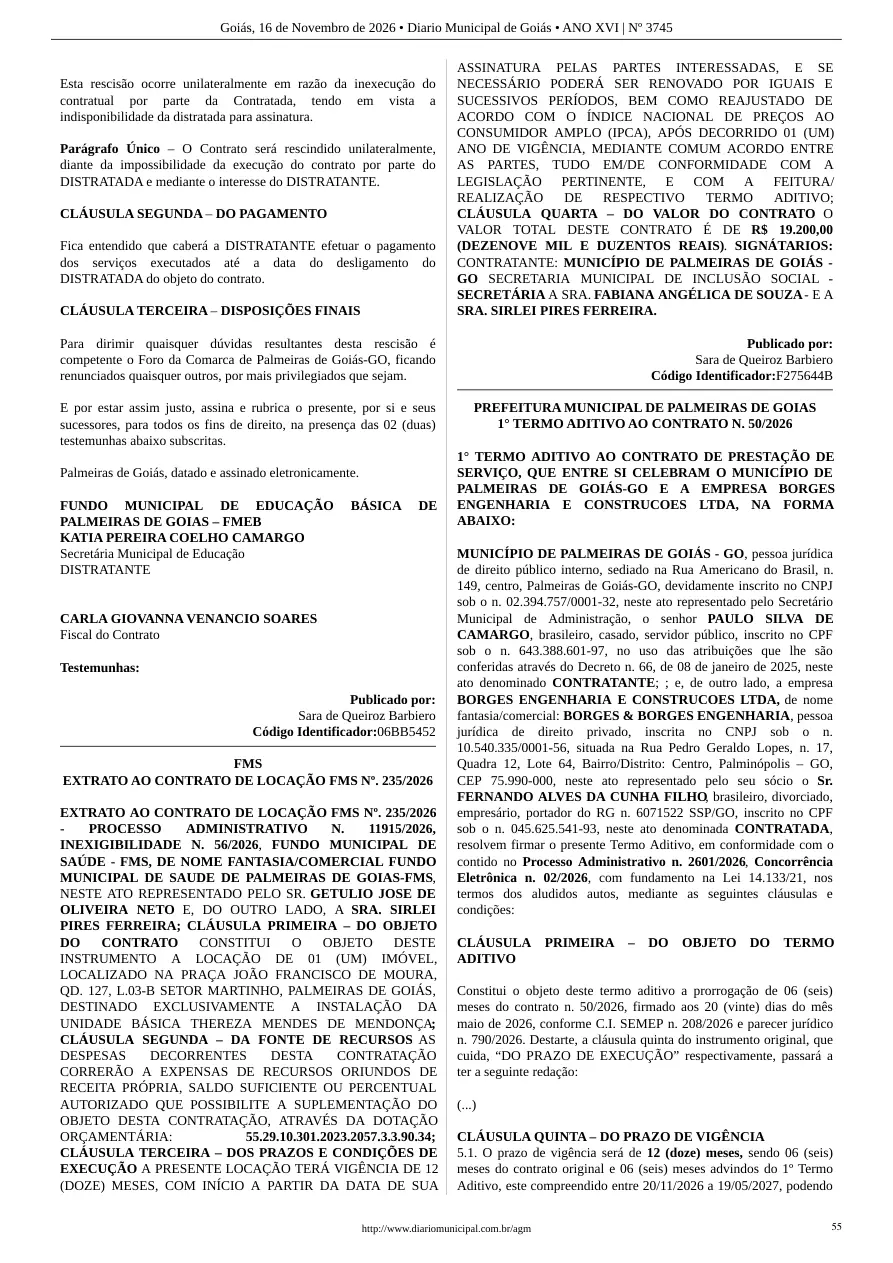 Goiás, 16 de Novembro de 2026 • Diario Municipal de Goiás • ANO XVI | Nº 3745
Esta rescisão ocorre unilateralmente em razão da inexecução do
contratual por parte da Contratada, tendo em vista a
indisponibilidade da distratada para assinatura.
Parágrafo Único – O Contrato será rescindido unilateralmente,
diante da impossibilidade da execução do contrato por parte do
DISTRATADA e mediante o interesse do DISTRATANTE.
CLÁUSULA SEGUNDA – DO PAGAMENTO
Fica entendido que caberá a DISTRATANTE efetuar o pagamento
dos serviços executados até a data do desligamento do
DISTRATADA do objeto do contrato.
CLÁUSULA TERCEIRA – DISPOSIÇÕES FINAIS
Para dirimir quaisquer dúvidas resultantes desta rescisão é
competente o Foro da Comarca de Palmeiras de Goiás-GO, ficando
renunciados quaisquer outros, por mais privilegiados que sejam.
E por estar assim justo, assina e rubrica o presente, por si e seus
sucessores, para todos os fins de direito, na presença das 02 (duas)
testemunhas abaixo subscritas.
Palmeiras de Goiás, datado e assinado eletronicamente.
FUNDO MUNICIPAL DE EDUCAÇÃO BÁSICA DE
PALMEIRAS DE GOIAS – FMEB
KATIA PEREIRA COELHO CAMARGO
Secretária Municipal de Educação
DISTRATANTE
CARLA GIOVANNA VENANCIO SOARES
Fiscal do Contrato
Testemunhas:
Publicado por:
Sara de Queiroz Barbiero
Código Identificador:06BB5452
FMS
EXTRATO AO CONTRATO DE LOCAÇÃO FMS Nº. 235/2026
EXTRATO AO CONTRATO DE LOCAÇÃO FMS Nº. 235/2026
- PROCESSO ADMINISTRATIVO N. 11915/2026,
INEXIGIBILIDADE N. 56/2026, FUNDO MUNICIPAL DE
SAÚDE - FMS, DE NOME FANTASIA/COMERCIAL FUNDO
MUNICIPAL DE SAUDE DE PALMEIRAS DE GOIAS-FMS,
NESTE ATO REPRESENTADO PELO SR. GETULIO JOSE DE
OLIVEIRA NETO E, DO OUTRO LADO, A SRA. SIRLEI
PIRES FERREIRA; CLÁUSULA PRIMEIRA – DO OBJETO
DO CONTRATO CONSTITUI O OBJETO DESTE
INSTRUMENTO A LOCAÇÃO DE 01 (UM) IMÓVEL,
LOCALIZADO NA PRAÇA JOÃO FRANCISCO DE MOURA,
QD. 127, L.03-B SETOR MARTINHO, PALMEIRAS DE GOIÁS,
DESTINADO EXCLUSIVAMENTE A INSTALAÇÃO DA
UNIDADE BÁSICA THEREZA MENDES DE MENDONÇA;
CLÁUSULA SEGUNDA – DA FONTE DE RECURSOS AS
DESPESAS DECORRENTES DESTA CONTRATAÇÃO
CORRERÃO A EXPENSAS DE RECURSOS ORIUNDOS DE
RECEITA PRÓPRIA, SALDO SUFICIENTE OU PERCENTUAL
AUTORIZADO QUE POSSIBILITE A SUPLEMENTAÇÃO DO
OBJETO DESTA CONTRATAÇÃO, ATRAVÉS DA DOTAÇÃO
ORÇAMENTÁRIA: 55.29.10.301.2023.2057.3.3.90.34;
CLÁUSULA TERCEIRA – DOS PRAZOS E CONDIÇÕES DE
EXECUÇÃO A PRESENTE LOCAÇÃO TERÁ VIGÊNCIA DE 12
(DOZE) MESES, COM INÍCIO A PARTIR DA DATA DE SUA
ASSINATURA PELAS PARTES INTERESSADAS, E SE
NECESSÁRIO PODERÁ SER RENOVADO POR IGUAIS E
SUCESSIVOS PERÍODOS, BEM COMO REAJUSTADO DE
ACORDO COM O ÍNDICE NACIONAL DE PREÇOS AO
CONSUMIDOR AMPLO (IPCA), APÓS DECORRIDO 01 (UM)
ANO DE VIGÊNCIA, MEDIANTE COMUM ACORDO ENTRE
AS PARTES, TUDO EM/DE CONFORMIDADE COM A
LEGISLAÇÃO PERTINENTE, E COM A FEITURA/
REALIZAÇÃO DE RESPECTIVO TERMO ADITIVO;
CLÁUSULA QUARTA – DO VALOR DO CONTRATO O
VALOR TOTAL DESTE CONTRATO É DE R$ 19.200,00
(DEZENOVE MIL E DUZENTOS REAIS). SIGNÁTARIOS:
CONTRATANTE: MUNICÍPIO DE PALMEIRAS DE GOIÁS -
GO SECRETARIA MUNICIPAL DE INCLUSÃO SOCIAL -
SECRETÁRIA A SRA. FABIANA ANGÉLICA DE SOUZA - E A
SRA. SIRLEI PIRES FERREIRA.
Publicado por:
Sara de Queiroz Barbiero
Código Identificador:F275644B
PREFEITURA MUNICIPAL DE PALMEIRAS DE GOIAS
1° TERMO ADITIVO AO CONTRATO N. 50/2026
1° TERMO ADITIVO AO CONTRATO DE PRESTAÇÃO DE
SERVIÇO, QUE ENTRE SI CELEBRAM O MUNICÍPIO DE
PALMEIRAS DE GOIÁS-GO E A EMPRESA BORGES
ENGENHARIA E CONSTRUCOES LTDA, NA FORMA
ABAIXO:
MUNICÍPIO DE PALMEIRAS DE GOIÁS - GO, pessoa jurídica
de direito público interno, sediado na Rua Americano do Brasil, n.
149, centro, Palmeiras de Goiás-GO, devidamente inscrito no CNPJ
sob o n. 02.394.757/0001-32, neste ato representado pelo Secretário
Municipal de Administração, o senhor PAULO SILVA DE
CAMARGO, brasileiro, casado, servidor público, inscrito no CPF
sob o n. 643.388.601-97, no uso das atribuições que lhe são
conferidas através do Decreto n. 66, de 08 de janeiro de 2025, neste
ato denominado CONTRATANTE; ; e, de outro lado, a empresa
BORGES ENGENHARIA E CONSTRUCOES LTDA, de nome
fantasia/comercial: BORGES & BORGES ENGENHARIA, pessoa
jurídica de direito privado, inscrita no CNPJ sob o n.
10.540.335/0001-56, situada na Rua Pedro Geraldo Lopes, n. 17,
Quadra 12, Lote 64, Bairro/Distrito: Centro, Palminópolis – GO,
CEP 75.990-000, neste ato representado pelo seu sócio o Sr.
FERNANDO ALVES DA CUNHA FILHO, brasileiro, divorciado,
empresário, portador do RG n. 6071522 SSP/GO, inscrito no CPF
sob o n. 045.625.541-93, neste ato denominada CONTRATADA,
resolvem firmar o presente Termo Aditivo, em conformidade com o
contido no Processo Administrativo n. 2601/2026, Concorrência
Eletrônica n. 02/2026, com fundamento na Lei 14.133/21, nos
termos dos aludidos autos, mediante as seguintes cláusulas e
condições:
CLÁUSULA PRIMEIRA – DO OBJETO DO TERMO
ADITIVO
Constitui o objeto deste termo aditivo a prorrogação de 06 (seis)
meses do contrato n. 50/2026, firmado aos 20 (vinte) dias do mês
maio de 2026, conforme C.I. SEMEP n. 208/2026 e parecer jurídico
n. 790/2026. Destarte, a cláusula quinta do instrumento original, que
cuida, “DO PRAZO DE EXECUÇÃO” respectivamente, passará a
ter a seguinte redação:
(...)
CLÁUSULA QUINTA – DO PRAZO DE VIGÊNCIA
5.1. O prazo de vigência será de 12 (doze) meses, sendo 06 (seis)
meses do contrato original e 06 (seis) meses advindos do 1º Termo
Aditivo, este compreendido entre 20/11/2026 a 19/05/2027, podendo
http://www.diariomunicipal.com.br/agm
55